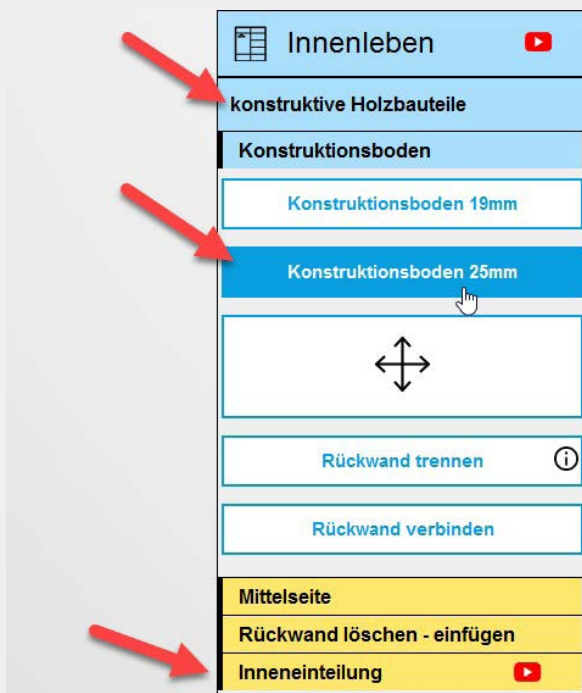 Innenleben
konstruktive Holzbauteile
Konstruktionsboden
Konstruktionsboden 19mm
Konstruktionsboden 25mm
Rückwand trennen
Rückwand verbinden
Mittelseite
Rückwand löschen - einfügen
Inneneinteilung